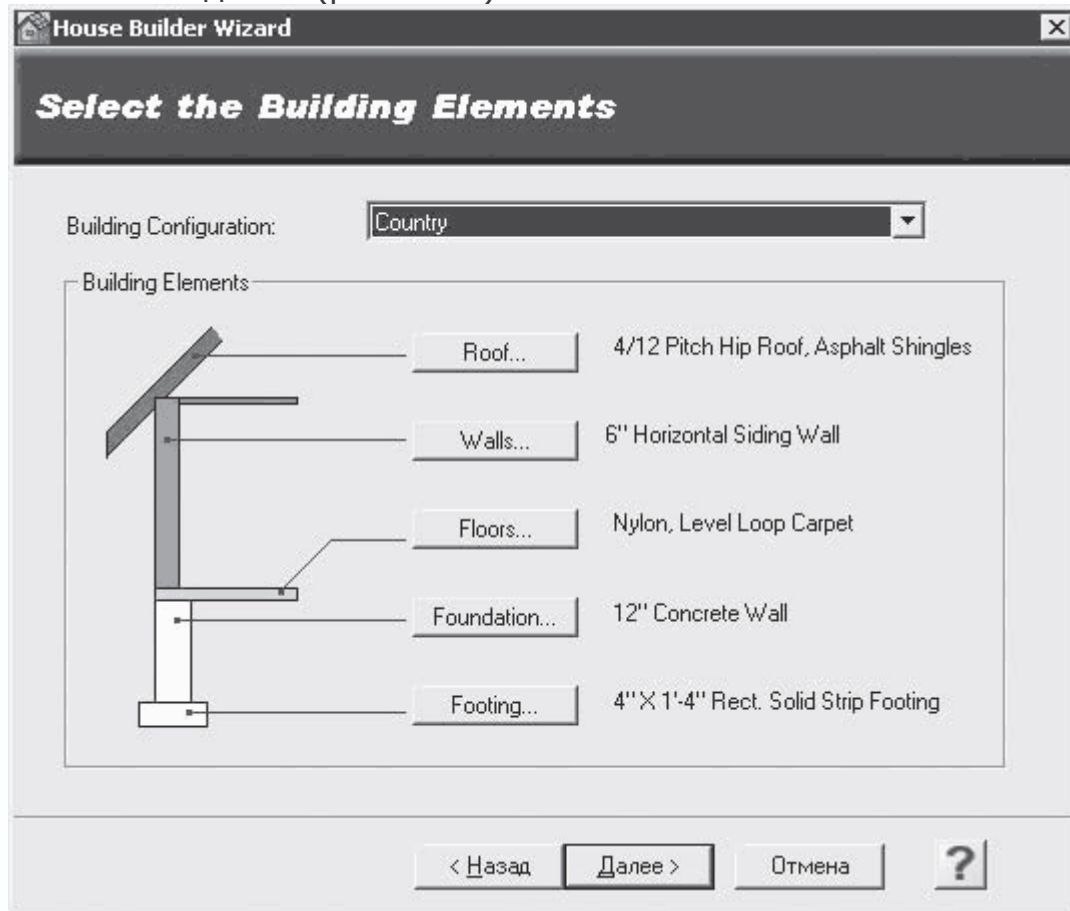 House Builder Wizard
Select the Building Elements
Building Configuration:
Country
Building Elements
Roof...
4/12 Pitch Hip Roof, Asphalt Shingles
Walls...
6" Horizontal Siding Wall
Floors...
Nylon, Level Loop Carpet
Foundation...
12" Concrete Wall
Footing...
4" X 1'-4" Rect. Solid Strip Footing
< Назад
Далее >
Отмена
?